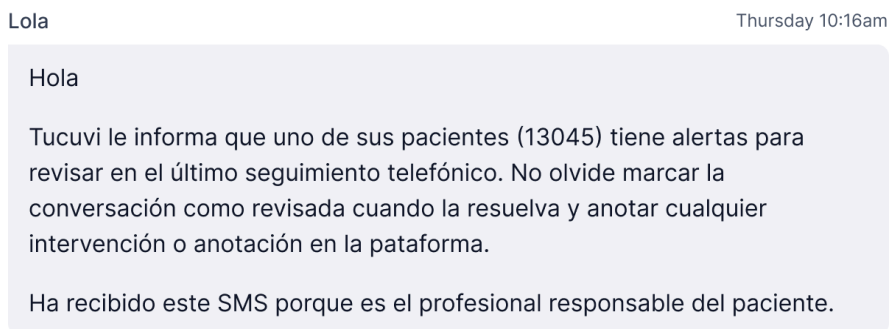 Lola
Thursday 10:16am
Hola
Tucuvi le informa que uno de sus pacientes (13045) tiene alertas para
revisar en el último seguimiento telefónico. No olvide marcar la
conversación como revisada cuando la resuelva y anotar cualquier
intervención o anotación en la pataforma.
Ha recibido este SMS porque es el profesional responsable del paciente.